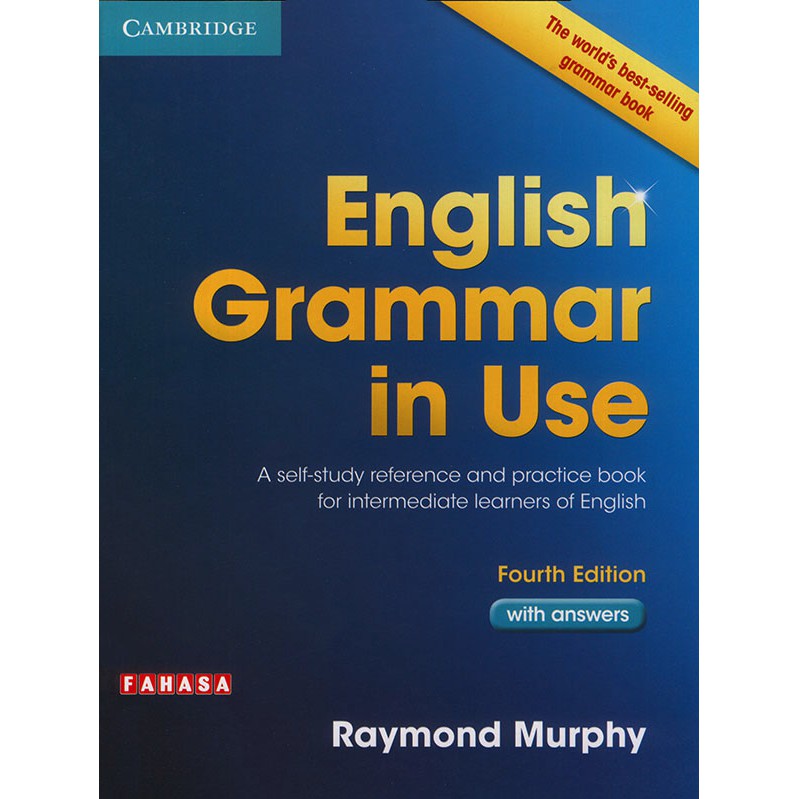 CAMBRIDGE
The world's best-selling
grammar book
English
Grammar
in Use
A self-study reference and practice book
for intermediate learners of English
Fourth Edition
with answers
FAHASA
Raymond Murphy